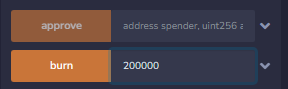 approve address spender, uint256
burn 200000